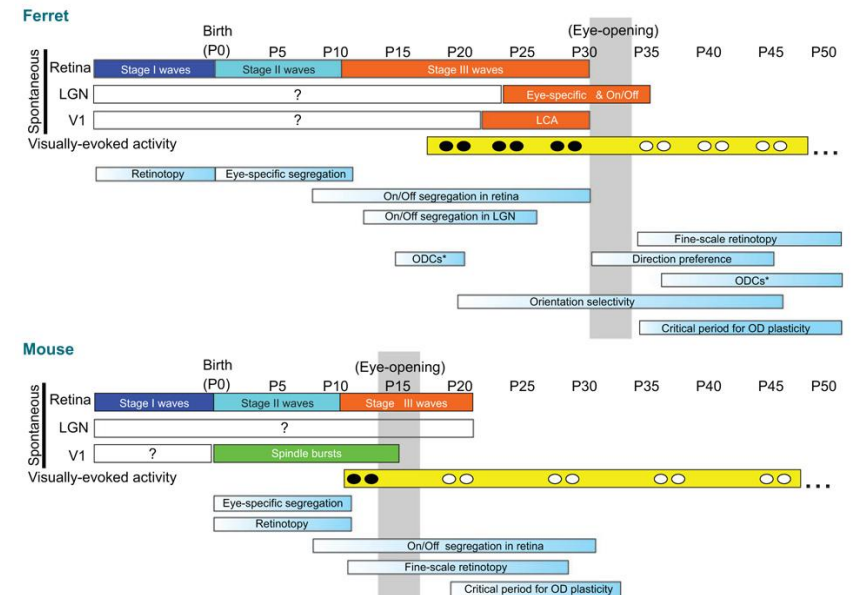 Ferret
Birth (Eye-opening)
(P0) P5 P10 P15 P20 P25 P30 P35 P40 P45 P50
Spontaneous
Retina Stage I waves Stage II waves Stage III waves
LGN ? Eye-specific & On/Off
V1 ? LCA
Visually-evoked activity ...
Retinotopy Eye-specific segregation
On/Off segregation in retina
On/Off segregation in LGN
Fine-scale retinotopy
ODCs* Direction preference
ODCs*
Orientation selectivity
Critical period for OD plasticity
Mouse
Birth (Eye-opening)
(P0) P5 P10 P15 P20 P25 P30 P35 P40 P45 P50
Spontaneous
Retina Stage I waves Stage II waves Stage III waves
LGN ?
V1 ? Spindle bursts
Visually-evoked activity ...
Eye-specific segregation
Retinotopy
On/Off segregation in retina
Fine-scale retinotopy
Critical period for OD plasticity